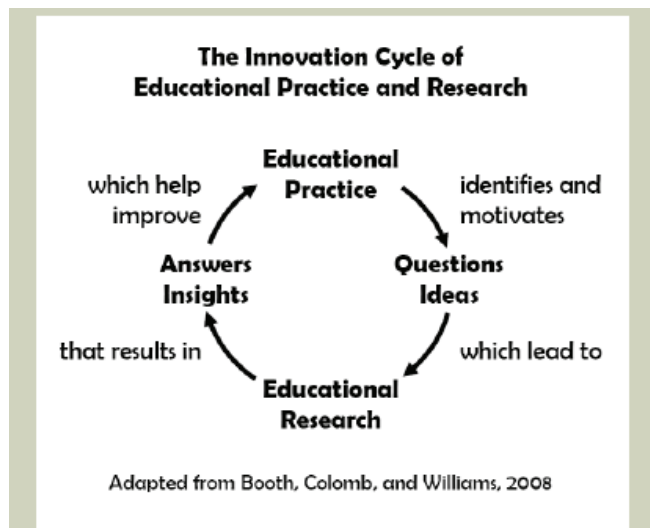 The Innovation Cycle of
Educational Practice and Research
Educational
Practice
identifies and
motivates
Questions
Ideas
which lead to
Educational
Research
that results in
Answers
Insights
which help
improve
Adapted from Booth, Colomb, and Williams, 2008